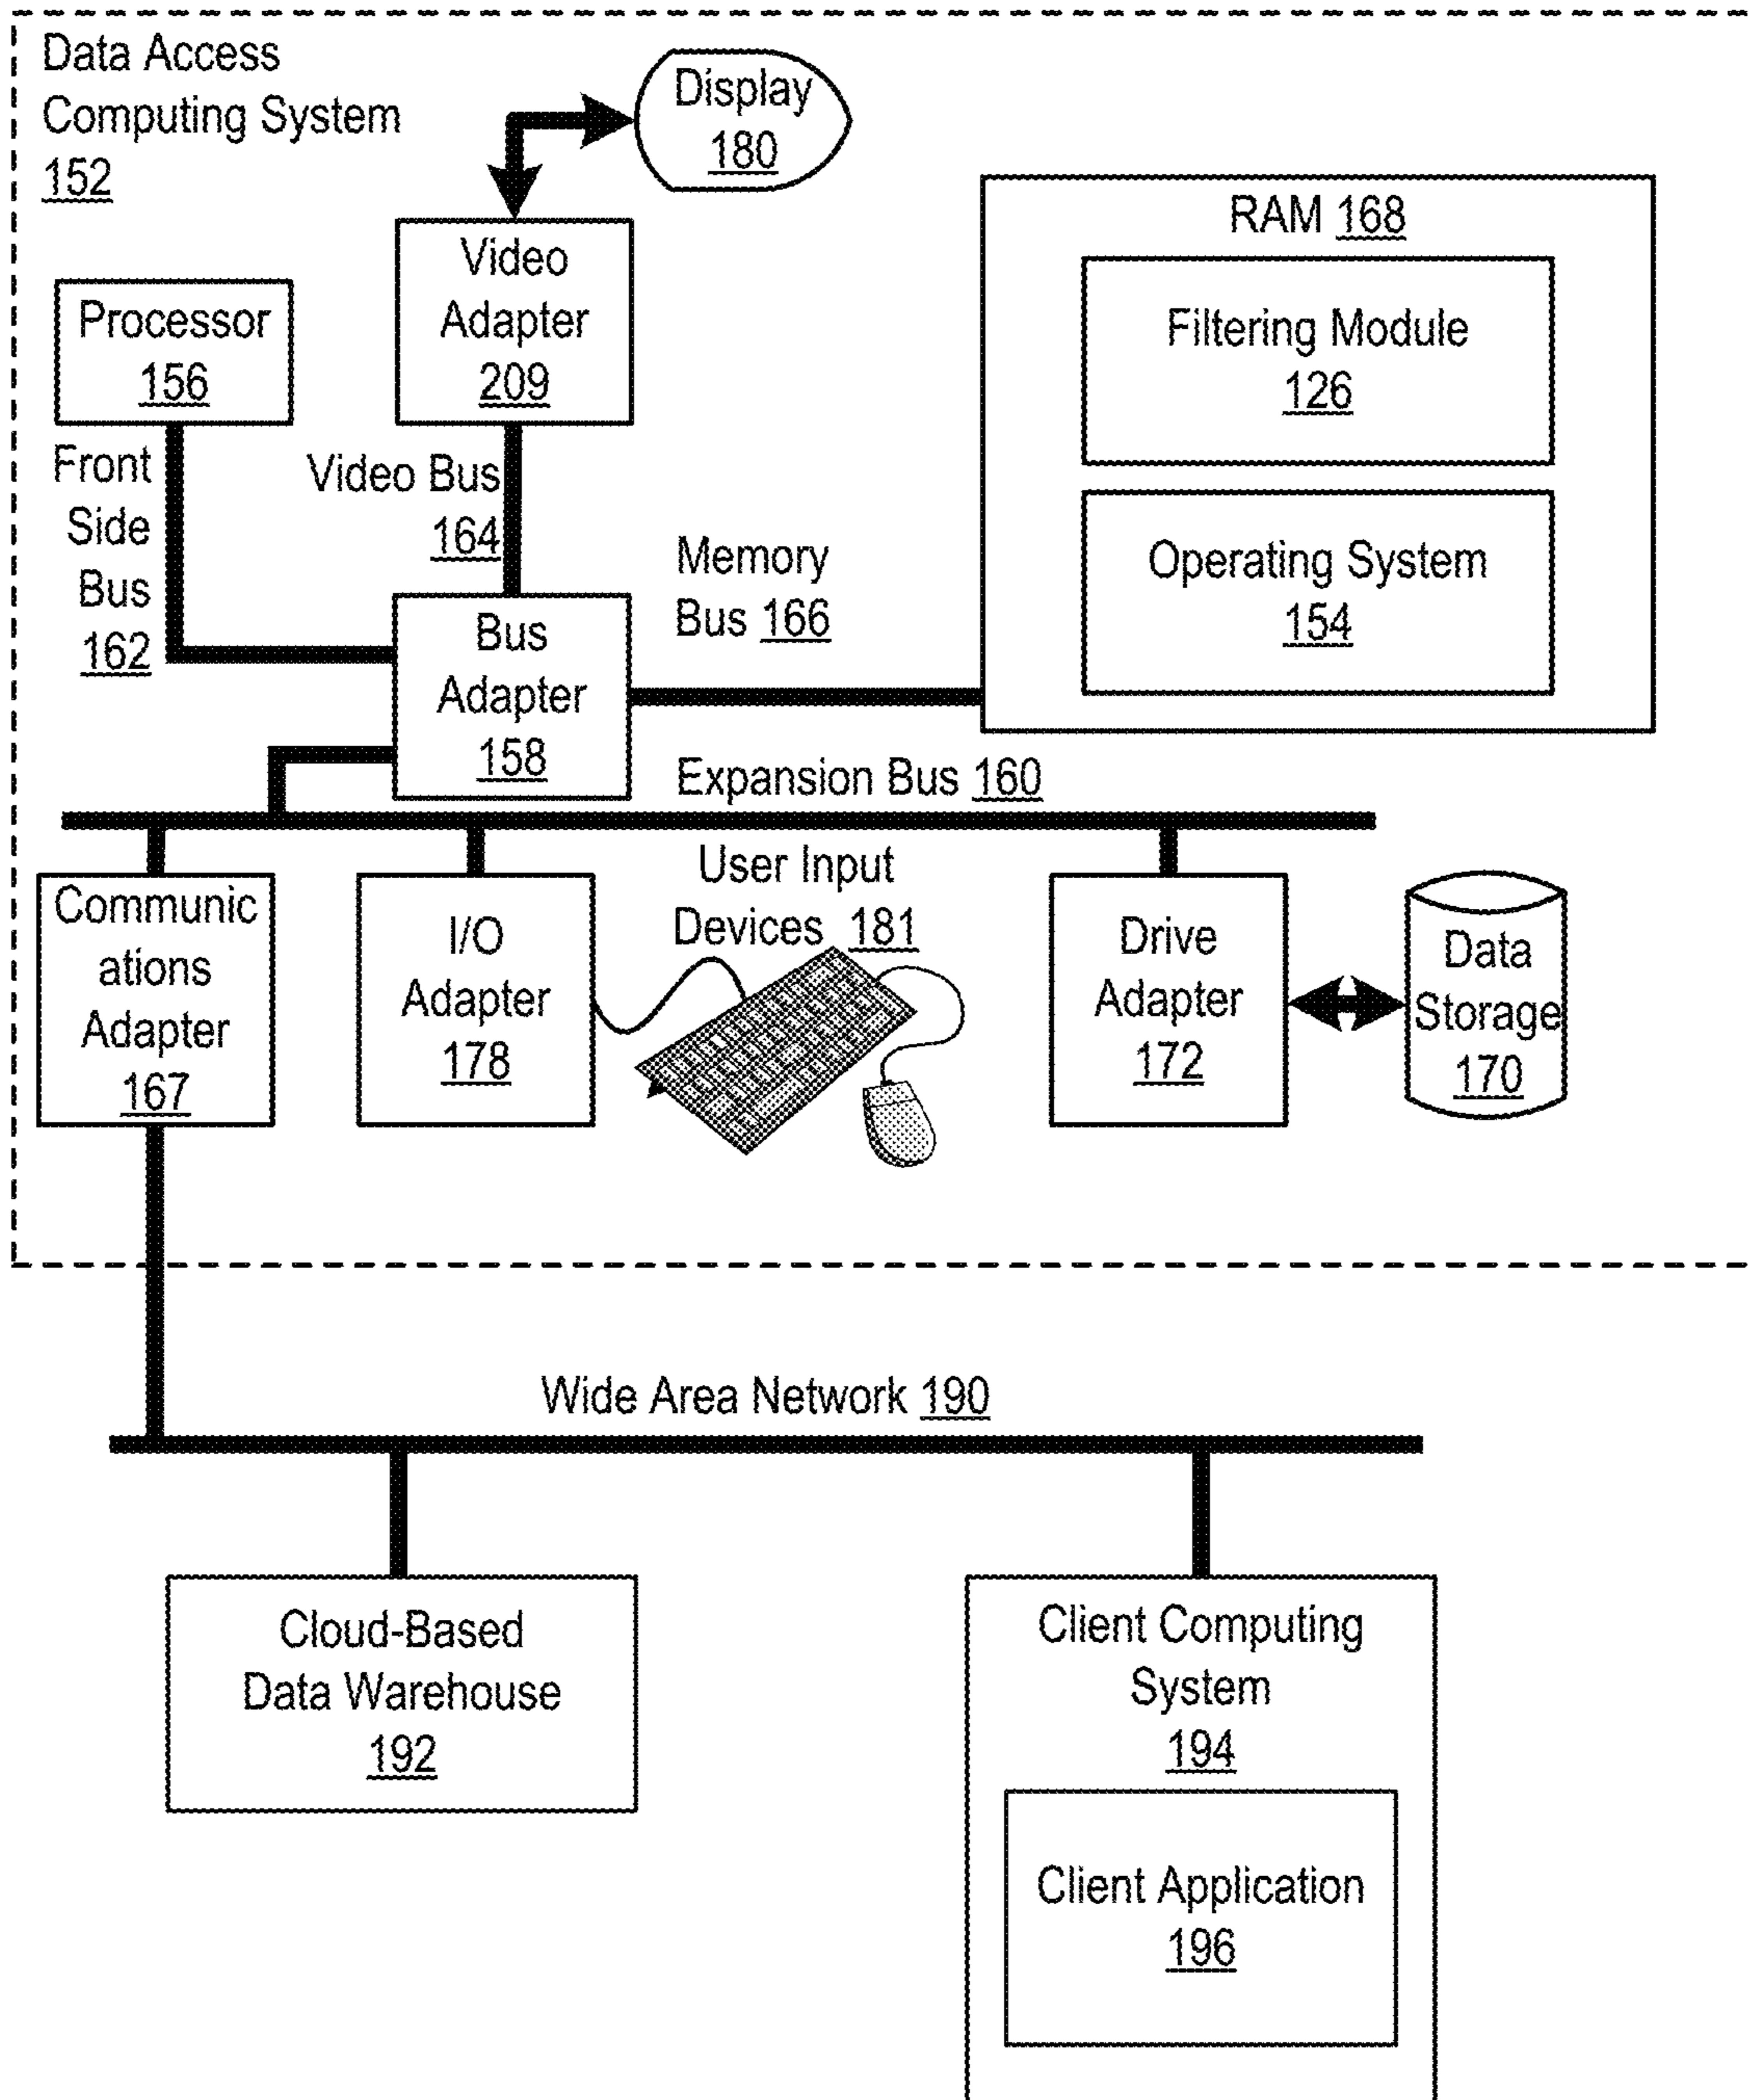 Data Access
Computing System
152
Display
180
Video
Adapter
209
Processor
156
RAM 168
Filtering Module
126
Operating System
154
Front
Side
Bus
162
Video Bus
164
Memory
Bus 166
Bus
Adapter
158
Expansion Bus 160
Communic
ations
Adapter
167
I/O
Adapter
178
User Input
Devices 181
Drive
Adapter
172
Data
Storage
170
Wide Area Network 190
Cloud-Based
Data Warehouse
192
Client Computing
System
194
Client Application
196